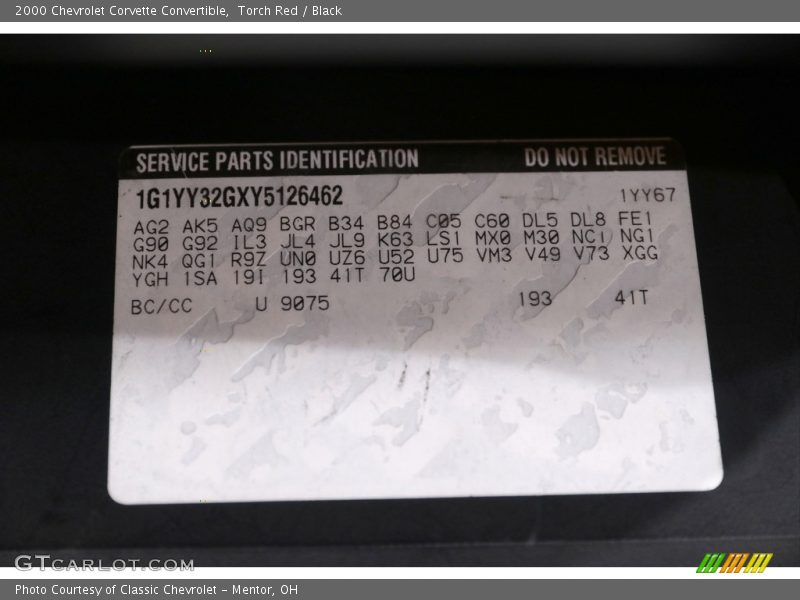 2000 Chevrolet Corvette Convertible,  Torch Red / Black
SERVICE PARTS IDENTIFICATION DO NOT REMOVE
1G1YY32GXY5126462 1YY67
AG2 AK5 AQ9 BGR B34 B84 C05 C60 DL5 DL8 FE1
G90 G92 IL3 JL4 JL9 K63 LS1 MX0 M30 NC1 NG1
NK4 QG1 R9Z UN0 UZ6 U52 U75 VM3 V49 V73 XGG
YGH 1SA 19I 193 41T 70U
BC/CC U 9075 193 41T
GTCARLOT.COM
Photo Courtesy of Classic Chevrolet - Mentor, OH